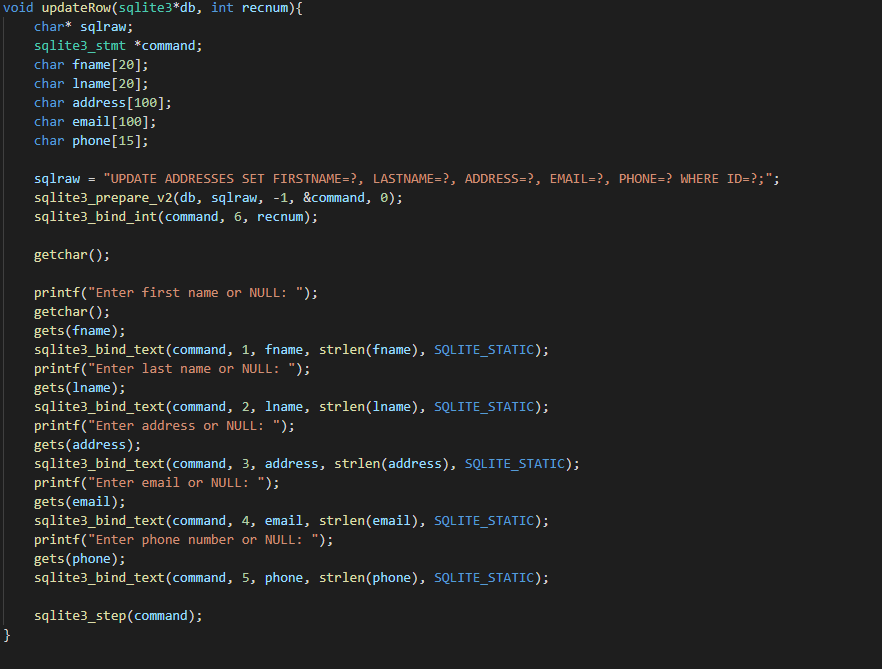 void updateRow(sqlite3*db, int recnum){
    char* sqlraw;
    sqlite3_stmt *command;
    char fname[20];
    char lname[20];
    char address[100];
    char email[100];
    char phone[15];

    sqlraw = "UPDATE ADDRESSES SET FIRSTNAME=?, LASTNAME=?, ADDRESS=?, EMAIL=?, PHONE=? WHERE ID=?;";
    sqlite3_prepare_v2(db, sqlraw, -1, &command, 0);
    sqlite3_bind_int(command, 6, recnum);

    getchar();

    printf("Enter first name or NULL: ");
    getchar();
    gets(fname);
    sqlite3_bind_text(command, 1, fname, strlen(fname), SQLITE_STATIC);
    printf("Enter last name or NULL: ");
    gets(lname);
    sqlite3_bind_text(command, 2, lname, strlen(lname), SQLITE_STATIC);
    printf("Enter address or NULL: ");
    gets(address);
    sqlite3_bind_text(command, 3, address, strlen(address), SQLITE_STATIC);
    printf("Enter email or NULL: ");
    gets(email);
    sqlite3_bind_text(command, 4, email, strlen(email), SQLITE_STATIC);
    printf("Enter phone number or NULL: ");
    gets(phone);
    sqlite3_bind_text(command, 5, phone, strlen(phone), SQLITE_STATIC);

    sqlite3_step(command);
}